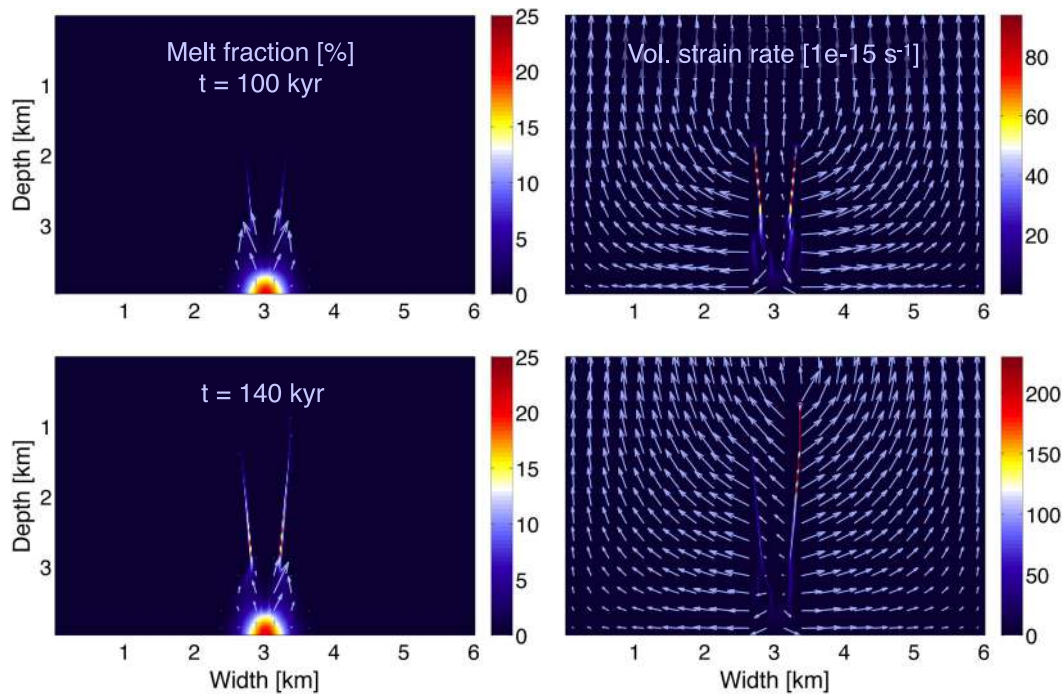 Melt fraction [%]
t = 100 kyr
Depth [km]
1
2
3
1 2 3 4 5 6
25
20
15
10
5
0
Vol. strain rate [1e-15 s⁻¹]
1 2 3 4 5 6
80
60
40
20
t = 140 kyr
Depth [km]
1
2
3
1 2 3 4 5 6
Width [km]
25
20
15
10
5
0
1 2 3 4 5 6
Width [km]
200
150
100
50
0